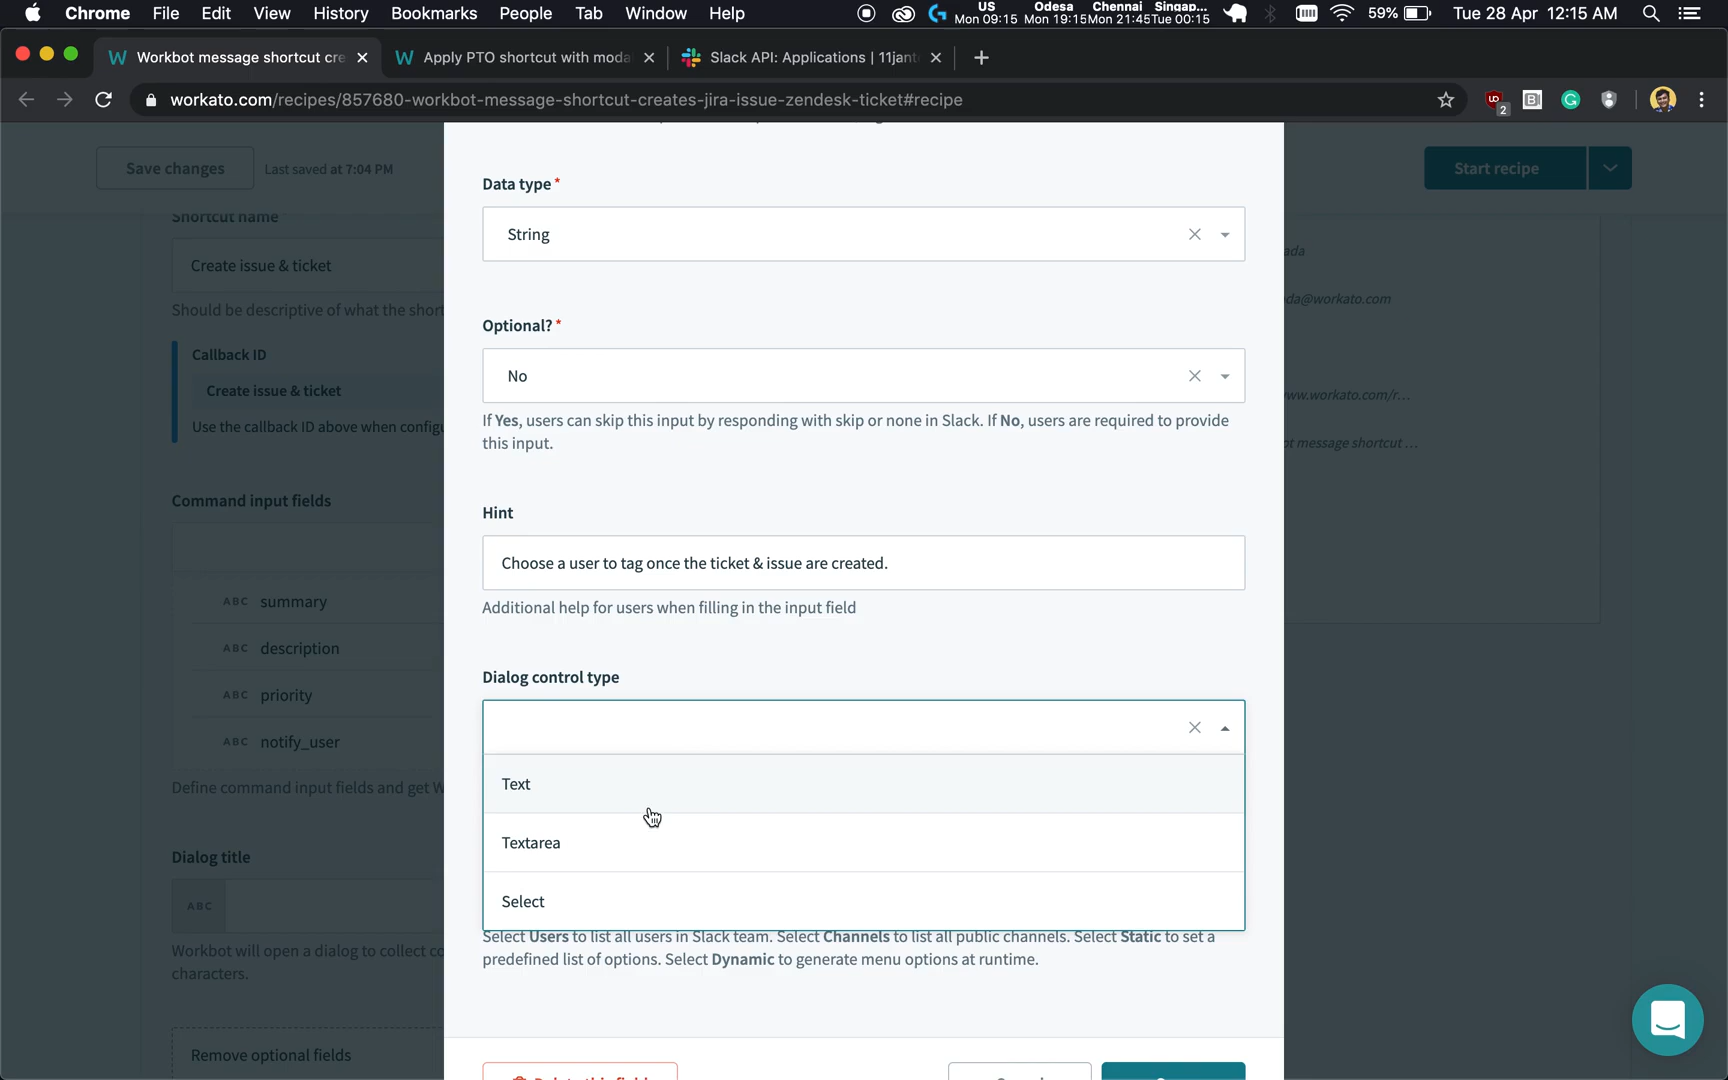 Chrome File Edit View History Bookmarks People Tab Window Help
US Odesa Chennai Singap...
Mon 09:15 Mon 19:15 Mon 21:45 Tue 00:15
59% Tue 28 Apr 12:15 AM
Workbot message shortcut cre
Apply PTO shortcut with moda
Slack API: Applications | 11jant
workato.com/recipes/857680-workbot-message-shortcut-creates-jira-issue-zendesk-ticket#recipe
2
Save changes
Last saved at 7:04 PM
Start recipe
Shortcut name
Create issue & ticket
Should be descriptive of what the shor
Callback ID
Create issue & ticket
Use the callback ID above when configu
Command input fields
ABC summary
ABC description
ABC priority
ABC notify_user
Define command input fields and get W
Dialog title
ABC
Workbot will open a dialog to collect co
characters.
Remove optional fields
Data type *
String
Optional? *
No
If Yes, users can skip this input by responding with skip or none in Slack. If No, users are required to provide
this input.
Hint
Choose a user to tag once the ticket & issue are created.
Additional help for users when filling in the input field
Dialog control type
Text
Textarea
Select
Select Users to list all users in Slack team. Select Channels to list all public channels. Select Static to set a
predefined list of options. Select Dynamic to generate menu options at runtime.
ada
da@workato.com
www.workato.com/r...
ot message shortcut ...